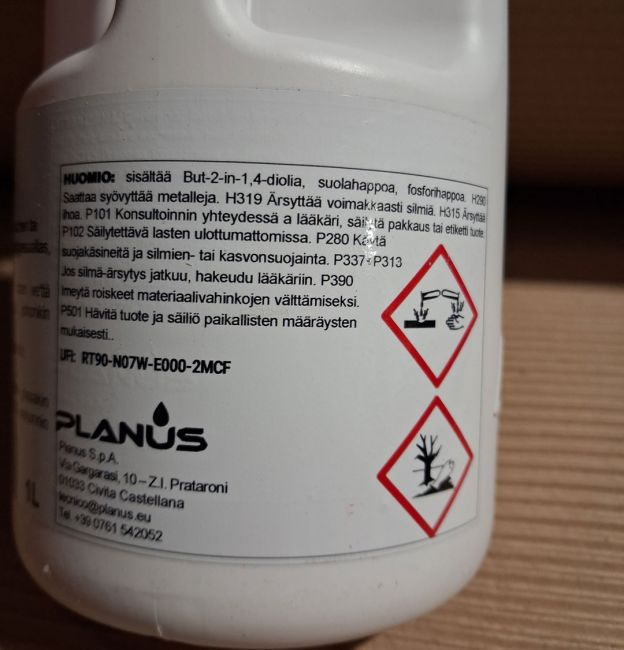 HUOMIO: sisältää But-2-in-1,4-diolia, suolahappoa, fosforihappoa. H290
Saattaa syövyttää metalleja. H319 Ärsyttää voimakkaasti silmiä. H315 Ärsyttää
ihoa. P101 Konsultoinnin yhteydessä a lääkäri, säilytä pakkaus tai etiketti tuote.
P102 Säilytettävä lasten ulottumattomissa. P280 Käytä
suojakäsineitä ja silmien- tai kasvonsuojainta. P337+P313
Jos silmä-ärsytys jatkuu, hakeudu lääkäriin. P390
Imeytä roiskeet materiaalivahinkojen välttämiseksi.
P501 Hävitä tuote ja säiliö paikallisten määräysten
mukaisesti..
UFI: RT90-N07W-E000-2MCF
PLANUS
Planus S.p.A.
Via Gargarasi, 10 – Z.I. Prataroni
01033 Civita Castellana
tecnico@planus.eu
Tel. +39 0761 542052
1L